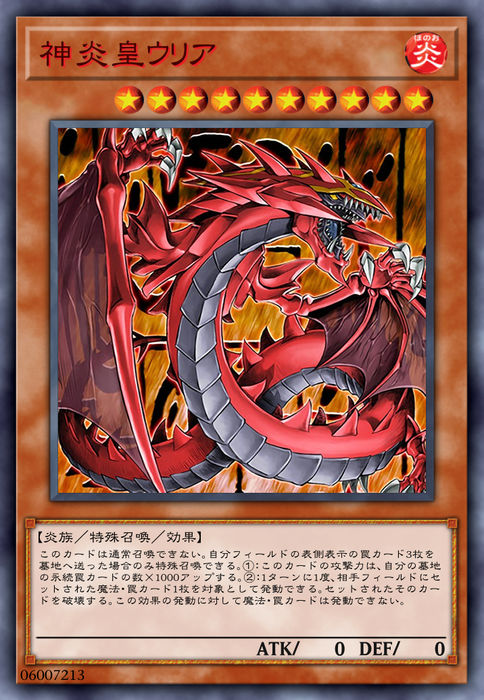 神炎皇ウリア
ほのお
炎
【炎族／特殊召喚／効果】
このカードは通常召喚できない。自分フィールドの表側表示の罠カード3枚を
墓地へ送った場合のみ特殊召喚できる。①：このカードの攻撃力は、自分の墓地
の永続罠カードの数×1000アップする。②：1ターンに1度、相手フィールドにセ
ットされた魔法・罠カード1枚を対象として発動できる。セットされたそのカー
ドを破壊する。この効果の発動に対して魔法・罠カードは発動できない。
ATK/ 0 DEF/ 0
06007213